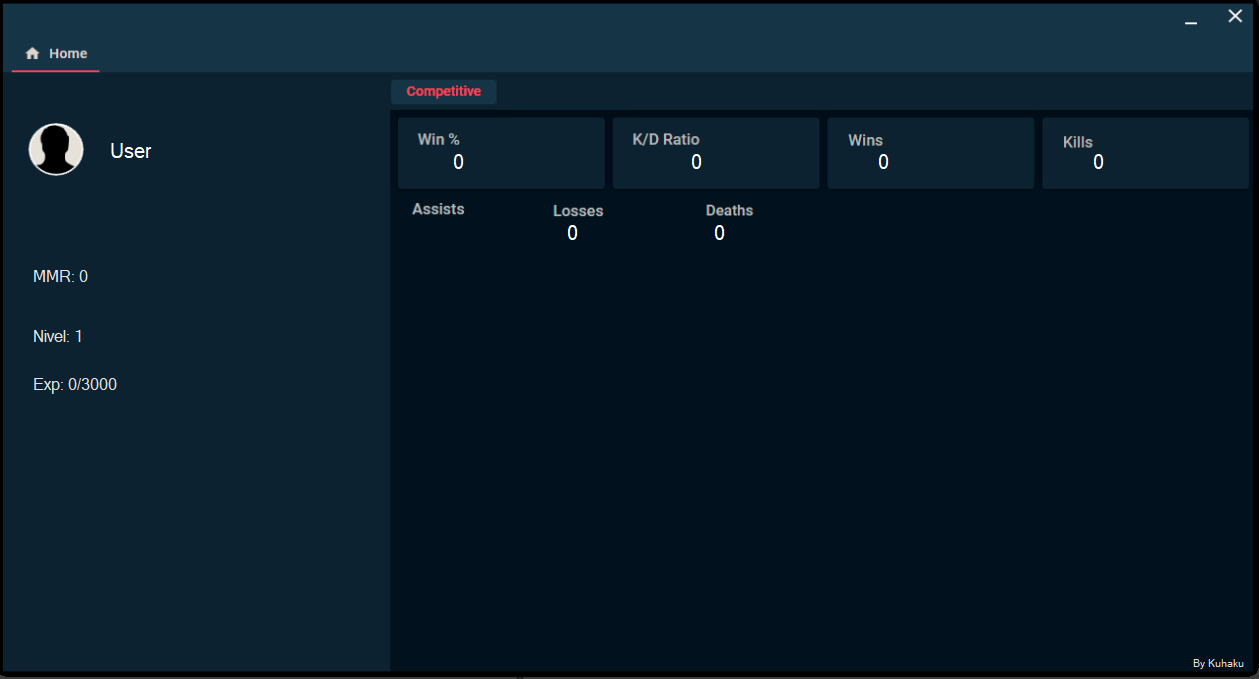 Home
Competitive
User
MMR: 0
Nivel: 1
Exp: 0/3000
Win %
0
K/D Ratio
0
Wins
0
Kills
0
Assists
Losses
0
Deaths
0
By Kuhaku